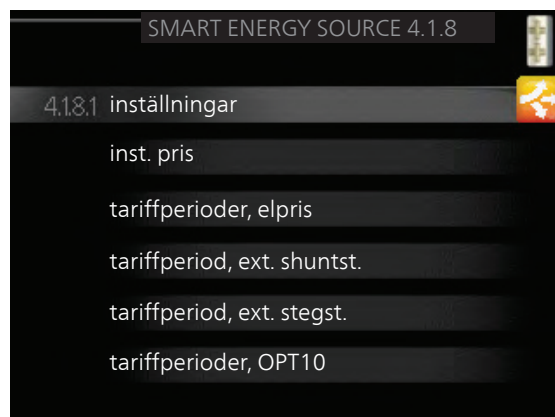 SMART ENERGY SOURCE 4.1.8
4.1.8.1 inställningar
inst. pris
tariffperioder, elpris
tariffperiod, ext. shuntst.
tariffperiod, ext. stegst.
tariffperioder, OPT10